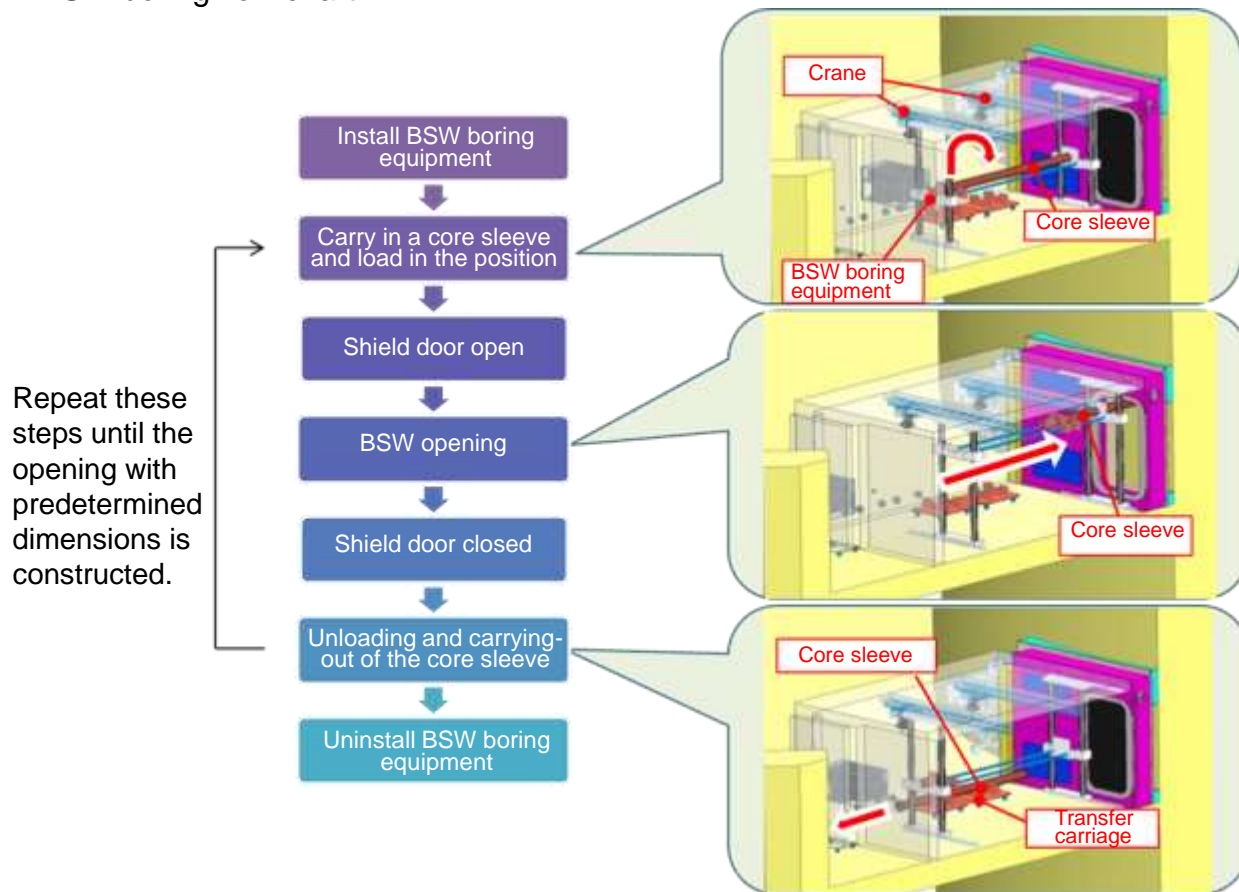 Install BSW boring
equipment
Carry in a core sleeve
and load in the position
Shield door open
BSW opening
Shield door closed
Unloading and carrying-
out of the core sleeve
Uninstall BSW boring
equipment
Repeat these
steps until the
opening with
predetermined
dimensions is
constructed.
Crane
Core sleeve
BSW boring
equipment
Core sleeve
Core sleeve
Transfer
carriage